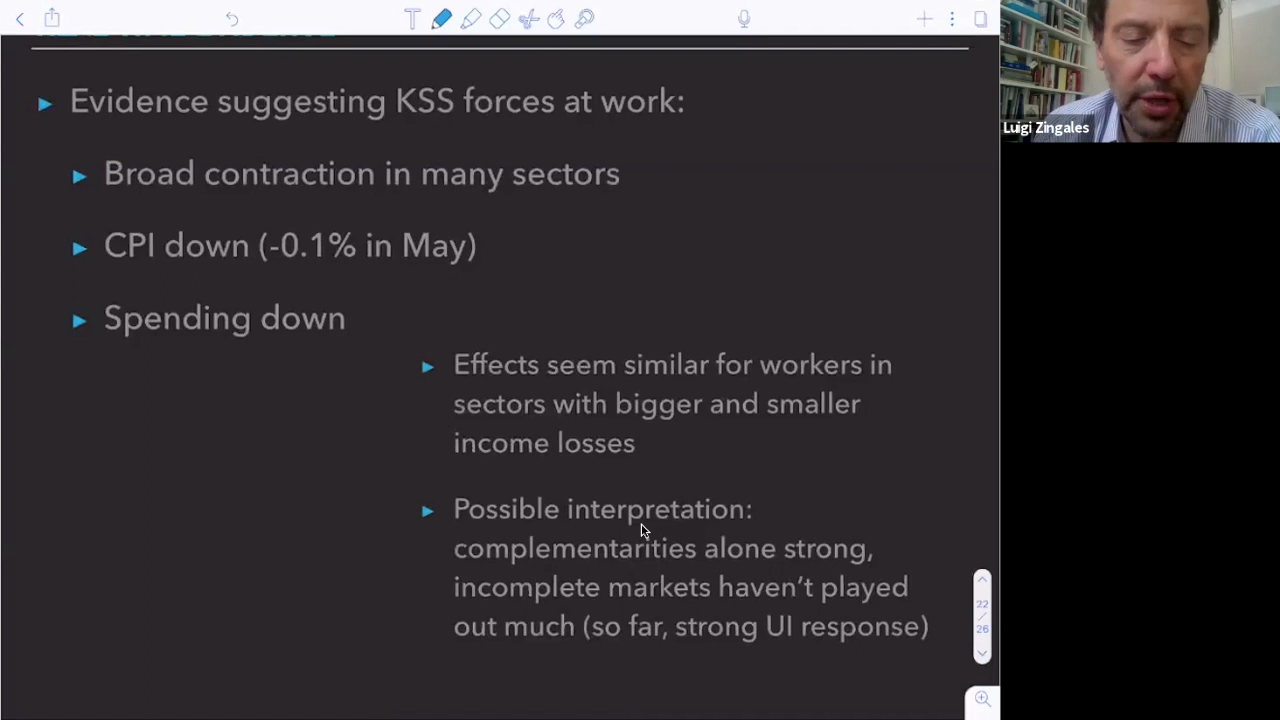 Evidence suggesting KSS forces at work:
Broad contraction in many sectors
CPI down (-0.1% in May)
Spending down
Effects seem similar for workers in
sectors with bigger and smaller
income losses
Possible interpretation:
complementarities alone strong,
incomplete markets haven't played
out much (so far, strong UI response)
22
/
26
Luigi Zingales